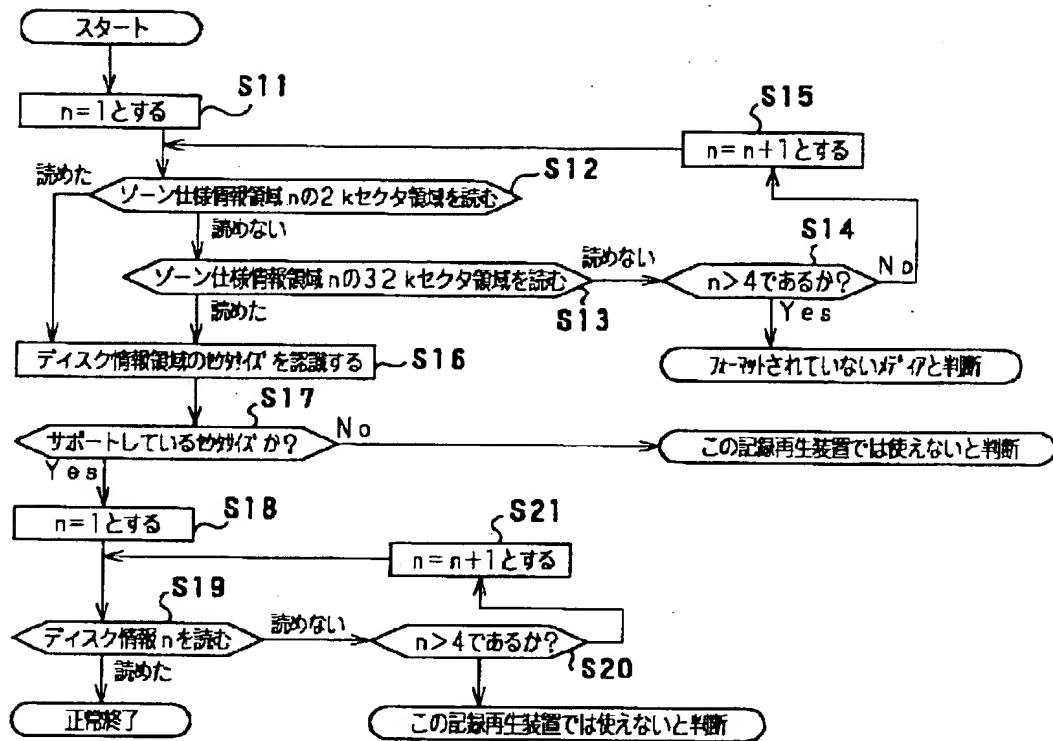 スタート
S11
n=1とする
S15
n=n+1とする
読めた
S12
ゾーン仕様情報領域nの2kセクタ領域を読む
読めない
S14
ゾーン仕様情報領域nの32kセクタ領域を読む
読めない
n>4であるか?
No
S13
読めた
Yes
ディスク情報領域のセクタサイズを認識する
S16
フォーマットされていないメディアと判断
S17
サポートしているセクタサイズか?
No
この記録再生装置では使えないと判断
Yes
S18
n=1とする
S21
n=n+1とする
S19
ディスク情報nを読む
読めない
n>4であるか?
S20
読めた
正常終了
この記録再生装置では使えないと判断